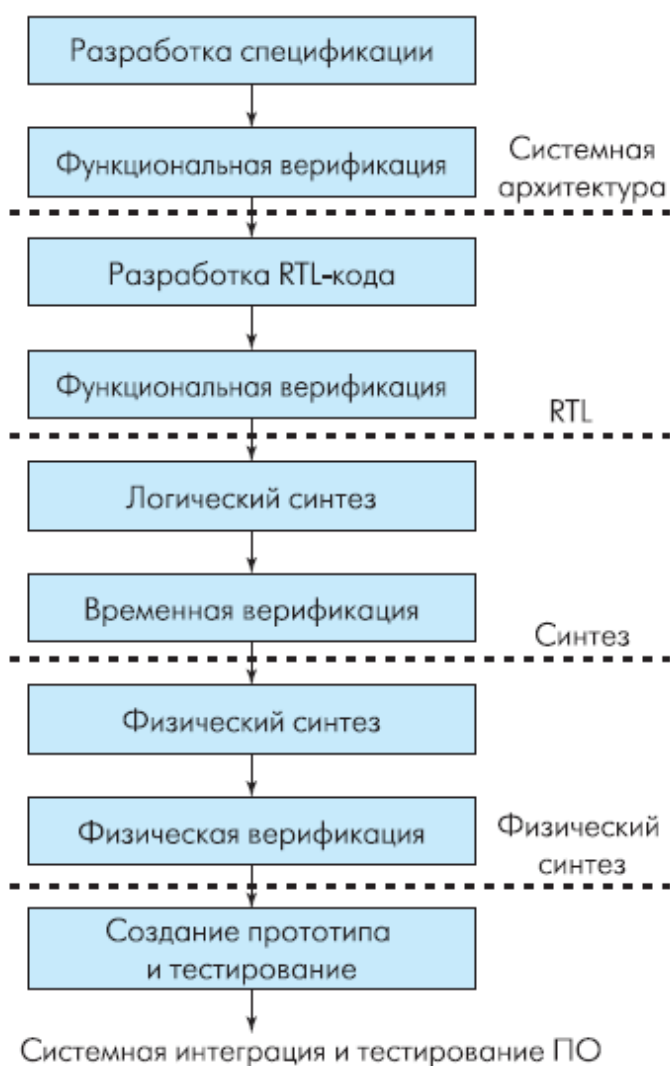 Разработка спецификации
Функциональная верификация
Системная
архитектура
Разработка RTL-кода
Функциональная верификация
RTL
Логический синтез
Временная верификация
Синтез
Физический синтез
Физическая верификация
Физический
синтез
Создание прототипа
и тестирование
Системная интеграция и тестирование ПО